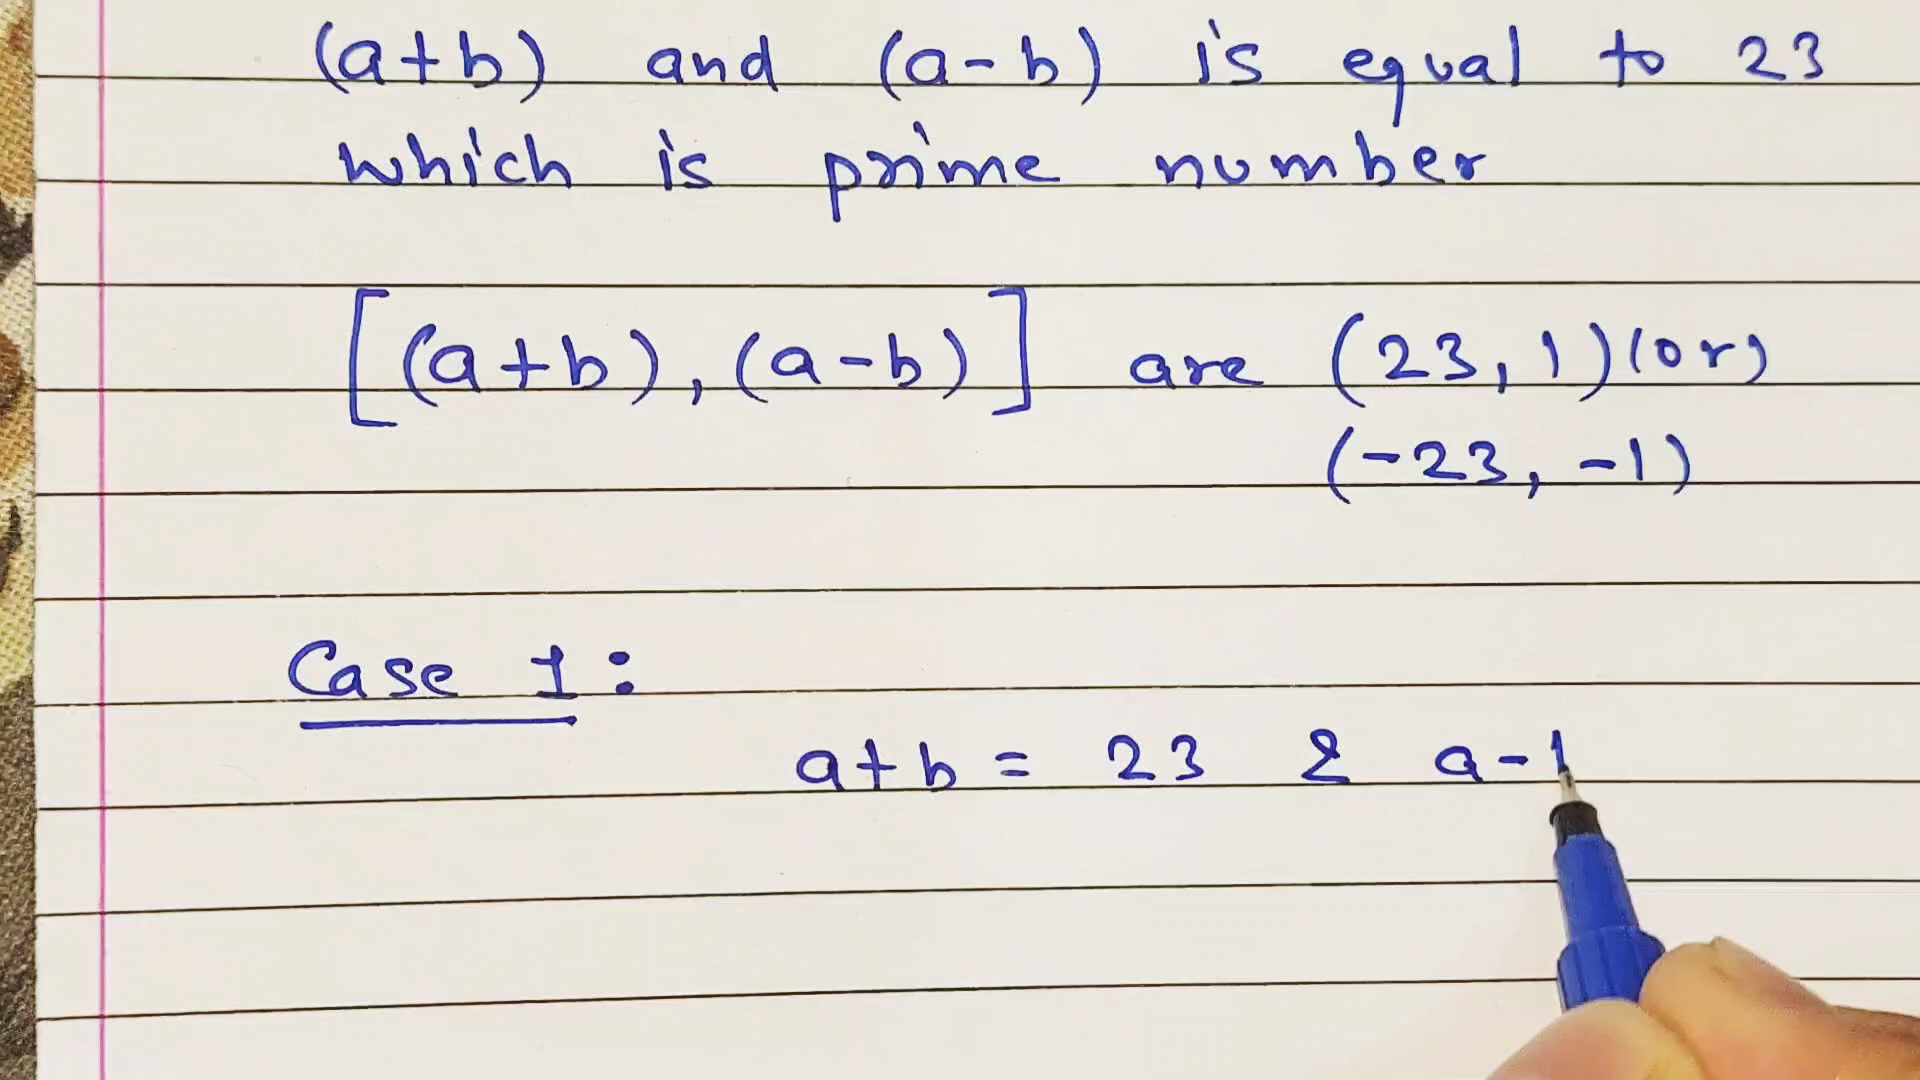 (a+b) and (a-b) is equal to 23
which is prime number
[(a+b), (a-b)] are (23, 1) (or)
(-23, -1)
Case 1:
a+b = 23 & a-1